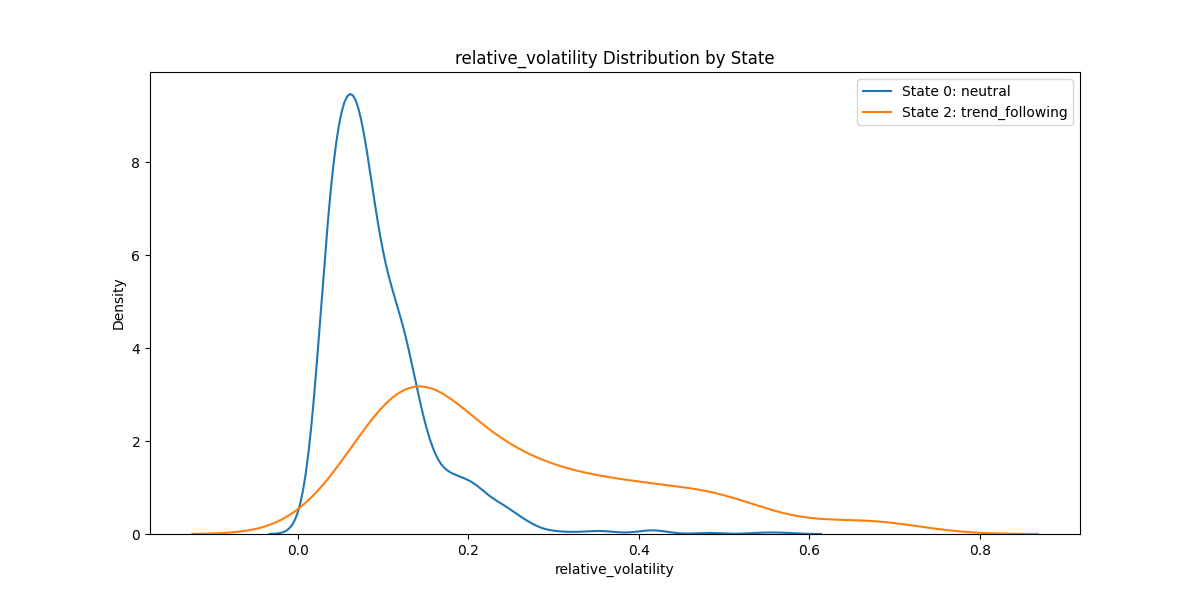 relative_volatility Distribution by State
State 0: neutral
State 2: trend_following
Density
8
6
4
2
0
0.0 0.2 0.4 0.6 0.8
relative_volatility